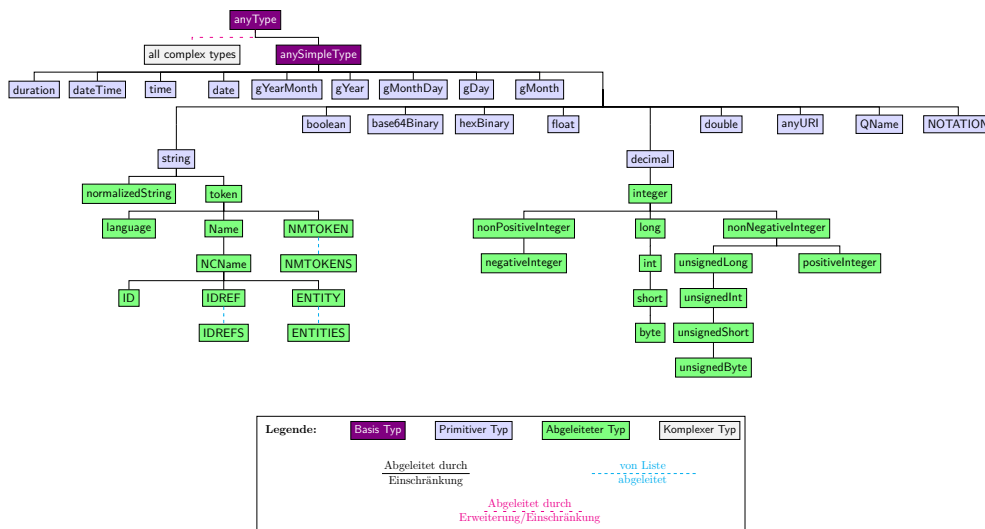 anyType
all complex types anySimpleType
duration dateTime time date gYearMonth gYear gMonthDay gDay gMonth
boolean base64Binary hexBinary float double anyURI QName NOTATION
string decimal
normalizedString token integer
language Name NMTOKEN nonPositiveInteger long nonNegativeInteger
NCName NMTOKENS negativeInteger int unsignedLong positiveInteger
ID IDREF ENTITY short unsignedInt
IDREFS ENTITIES byte unsignedShort
unsignedByte
Legende: Basis Typ Primitiver Typ Abgeleiteter Typ Komplexer Typ
Abgeleitet durch von Liste
Einschränkung abgeleitet
Abgeleitet durch
Erweiterung/Einschränkung